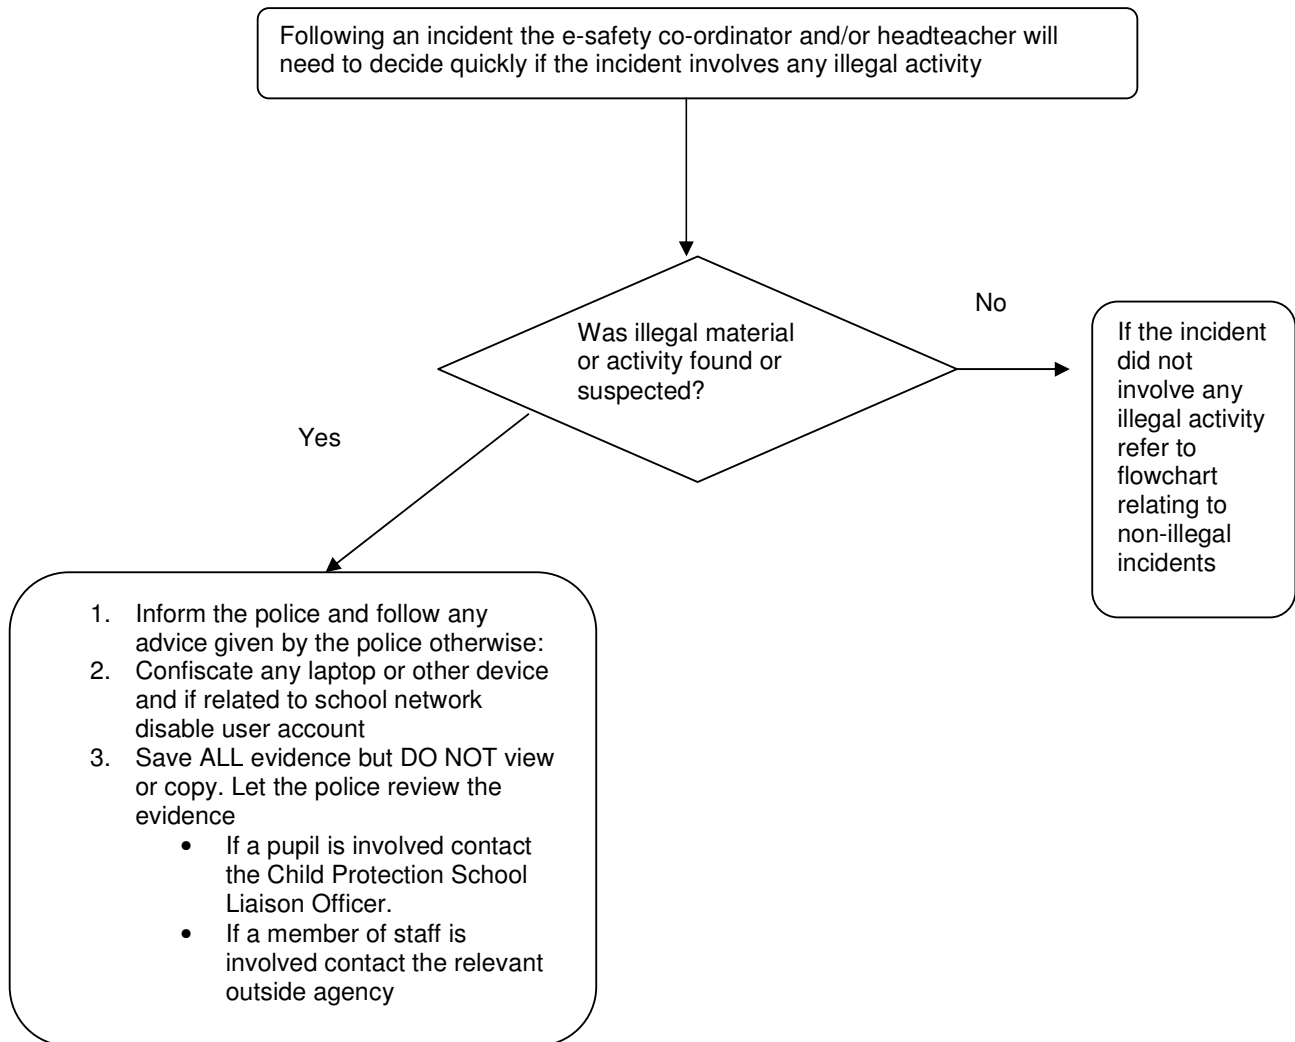 Following an incident the e-safety co-ordinator and/or headteacher will
need to decide quickly if the incident involves any illegal activity
No
Was illegal material
or activity found or
suspected?
If the incident
did not
involve any
illegal activity
refer to
flowchart
relating to
non-illegal
incidents
Yes
1. Inform the police and follow any
advice given by the police otherwise:
2. Confiscate any laptop or other device
and if related to school network
disable user account
3. Save ALL evidence but DO NOT view
or copy. Let the police review the
evidence
• If a pupil is involved contact
the Child Protection School
Liaison Officer.
• If a member of staff is
involved contact the relevant
outside agency